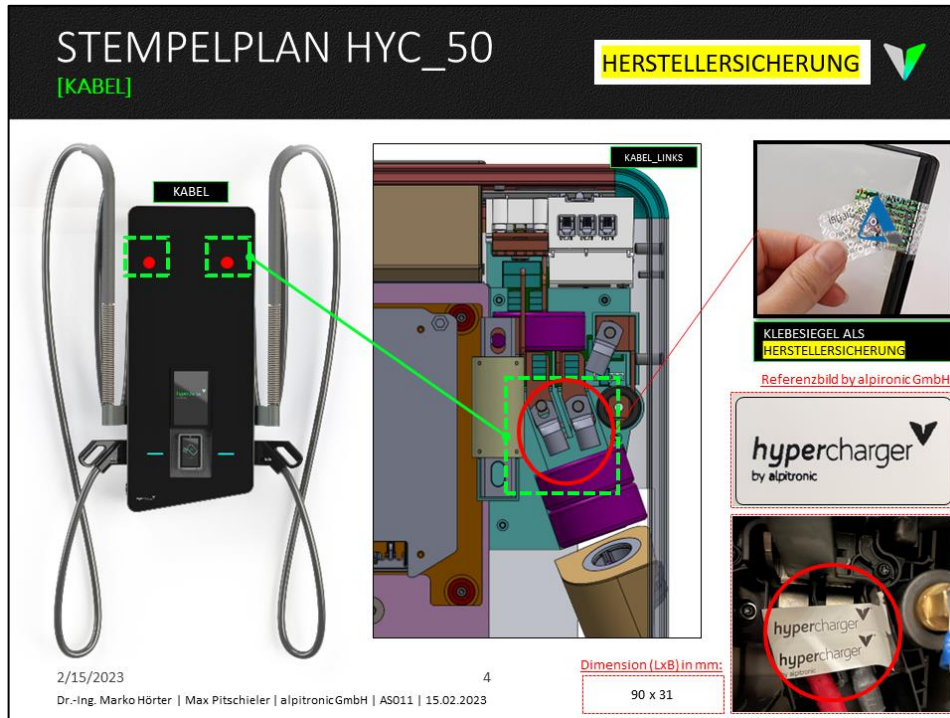 STEMPELPLAN HYC_50
[KABEL]
HERSTELLERSICHERUNG
KABEL
KABEL_LINKS
KLEBESIEGEL ALS
HERSTELLERSICHERUNG
Referenzbild by alpironic GmbH
hypercharger
by alpitronic
hypercharger
hypercharger
by alpitronic
Dimension (LxB) in mm:
90 x 31
2/15/2023
4
Dr.-Ing. Marko Hörter | Max Pitschieler | alpitronic GmbH | AS011 | 15.02.2023